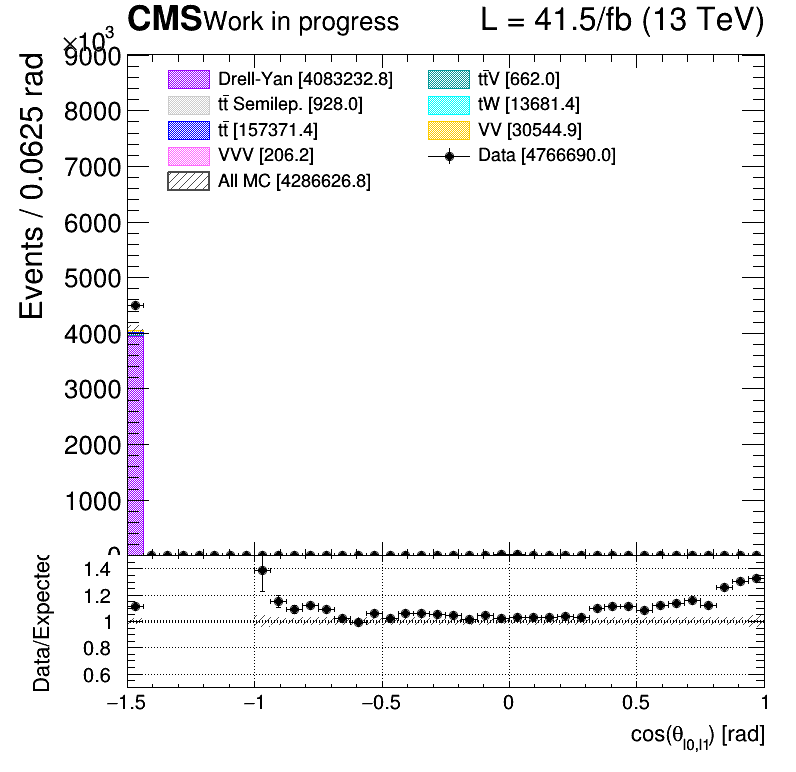 CMS Work in progress L = 41.5/fb (13 TeV)
×10³
Events / 0.0625 rad
9000
8000
7000
6000
5000
4000
3000
2000
1000
0
Drell-Yan [4083232.8]
tt̄ Semilep. [928.0]
tt̄ [157371.4]
VVV [206.2]
All MC [4286626.8]
tt̄V [662.0]
tW [13681.4]
VV [30544.9]
Data [4766690.0]
Data/Expected
1.4
1.2
1
0.8
0.6
−1.5 −1 −0.5 0 0.5 1
cos(θl0,l1) [rad]